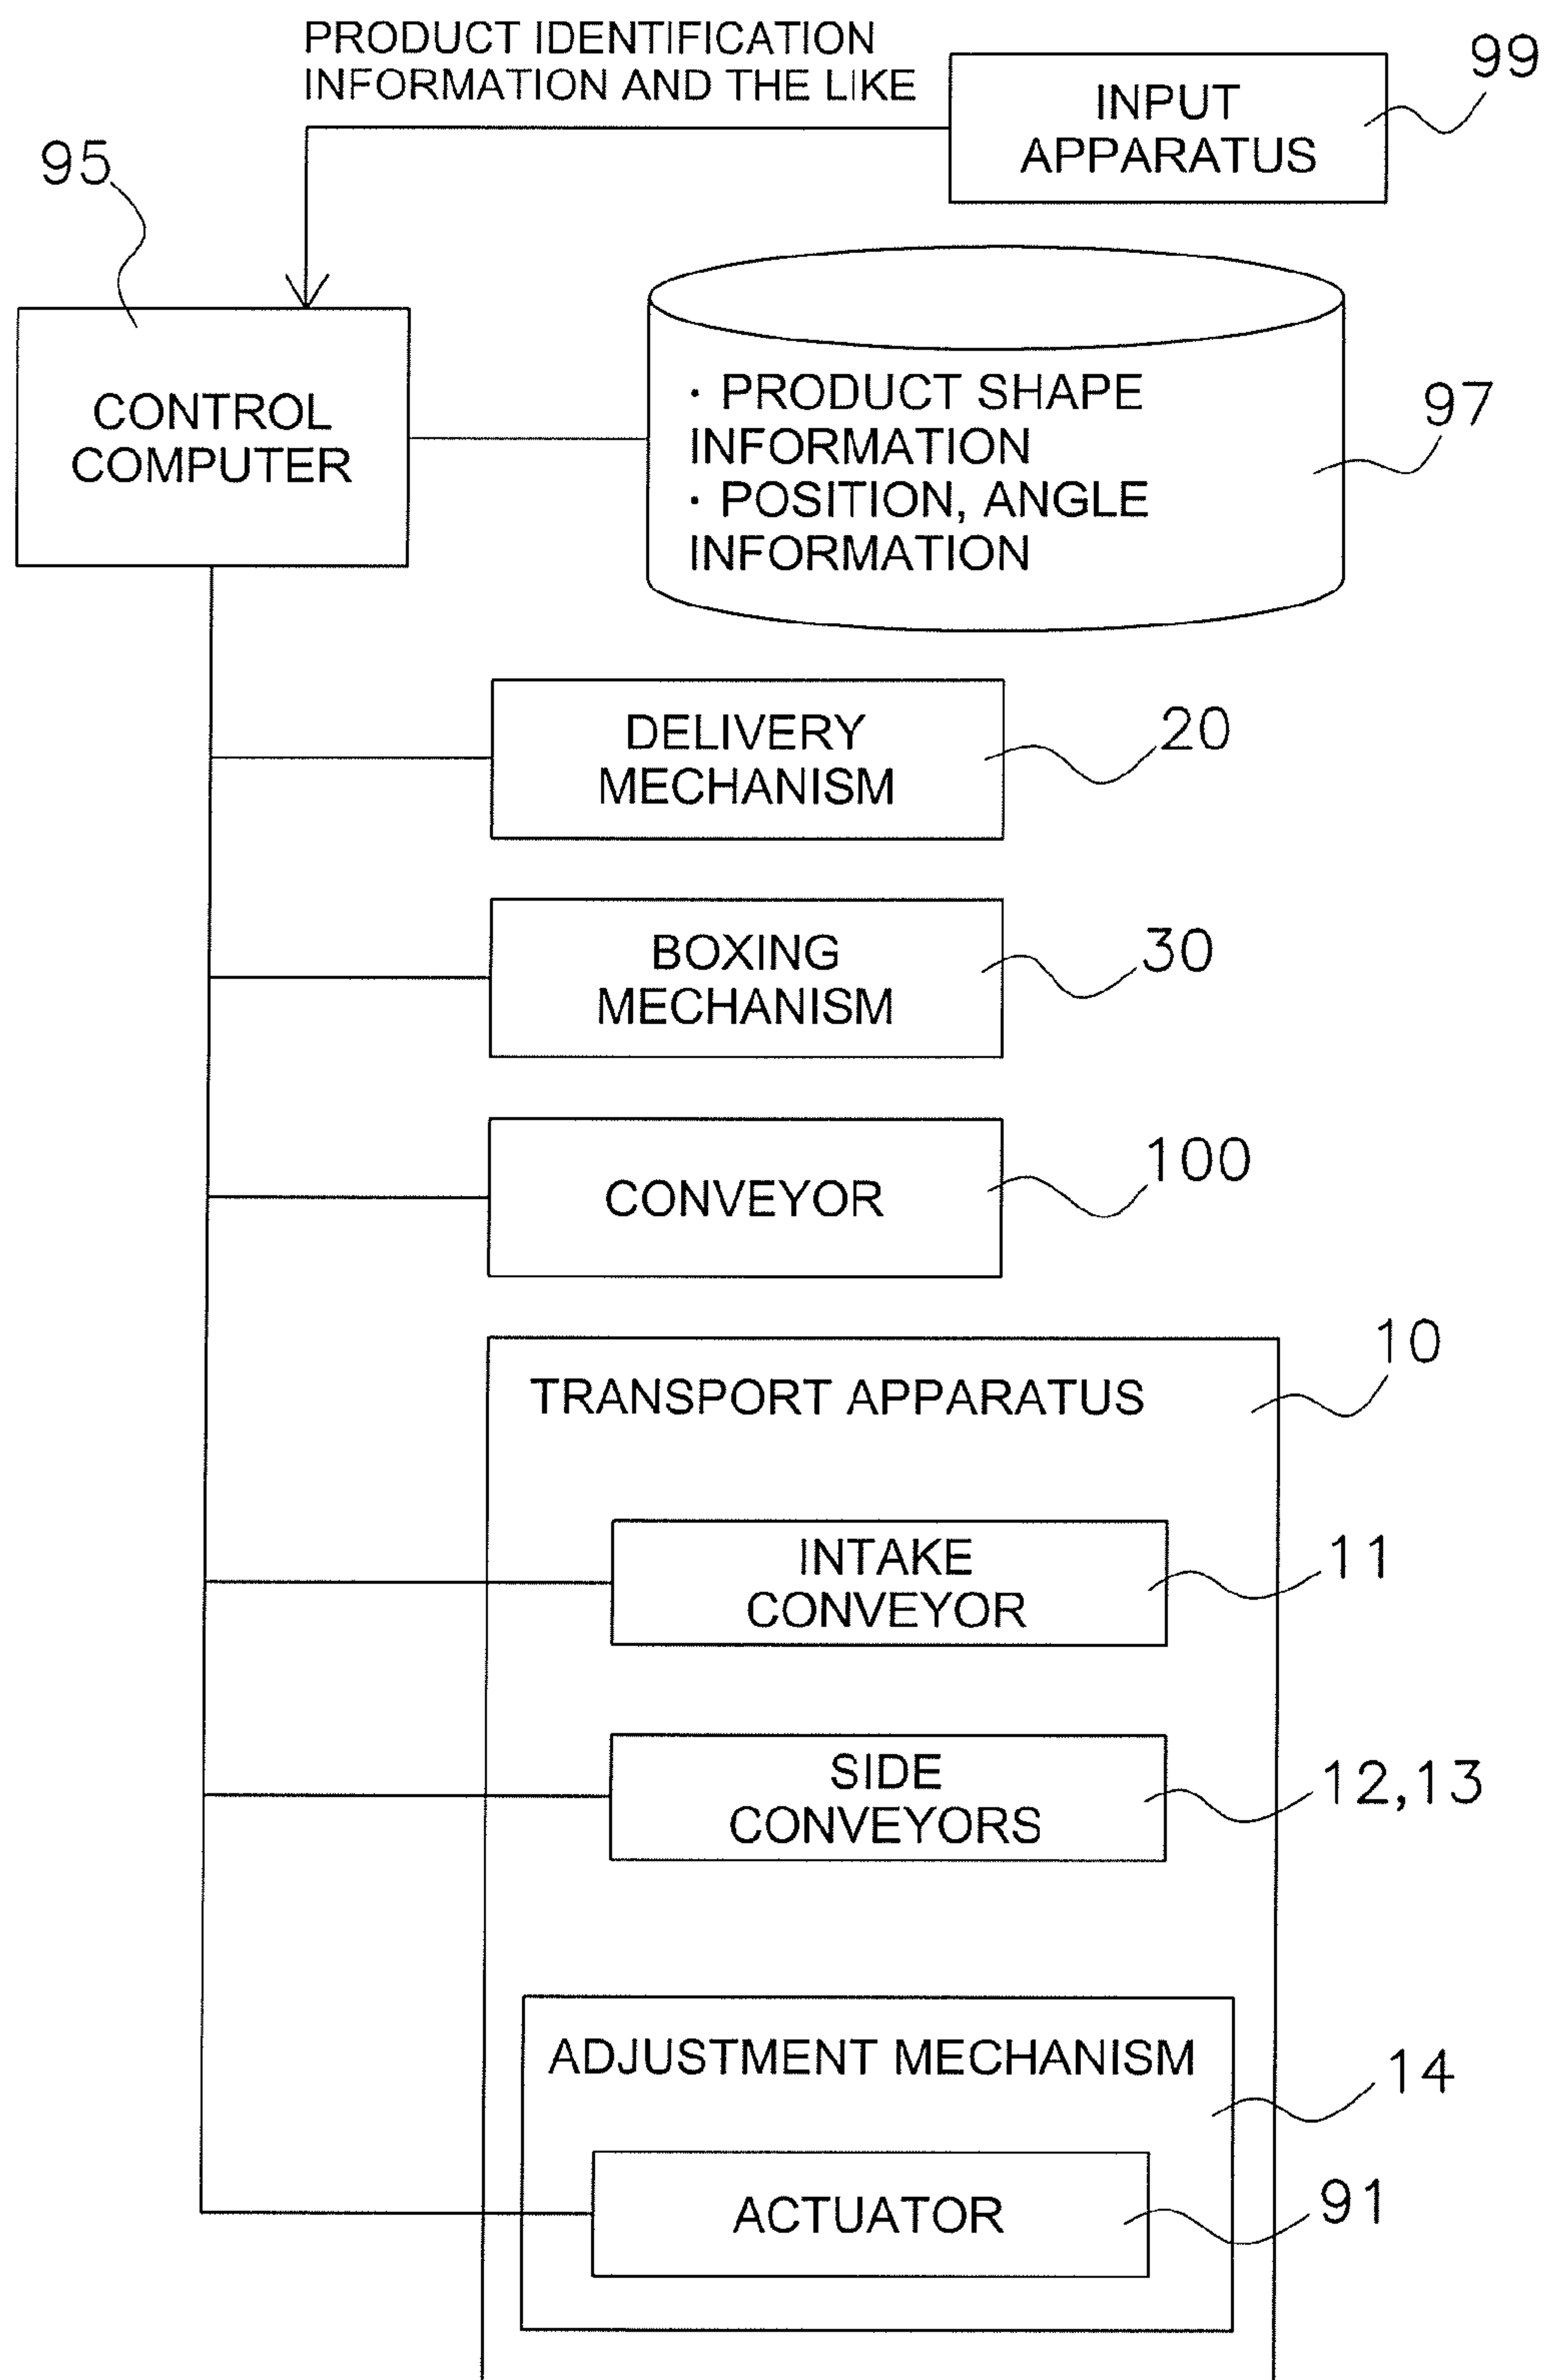 PRODUCT IDENTIFICATION
INFORMATION AND THE LIKE
99
INPUT
APPARATUS
95
CONTROL
COMPUTER
· PRODUCT SHAPE
INFORMATION
· POSITION, ANGLE
INFORMATION
97
DELIVERY
MECHANISM
20
BOXING
MECHANISM
30
CONVEYOR
100
10
TRANSPORT APPARATUS
INTAKE
CONVEYOR
11
SIDE
CONVEYORS
12,13
ADJUSTMENT MECHANISM
14
ACTUATOR
91